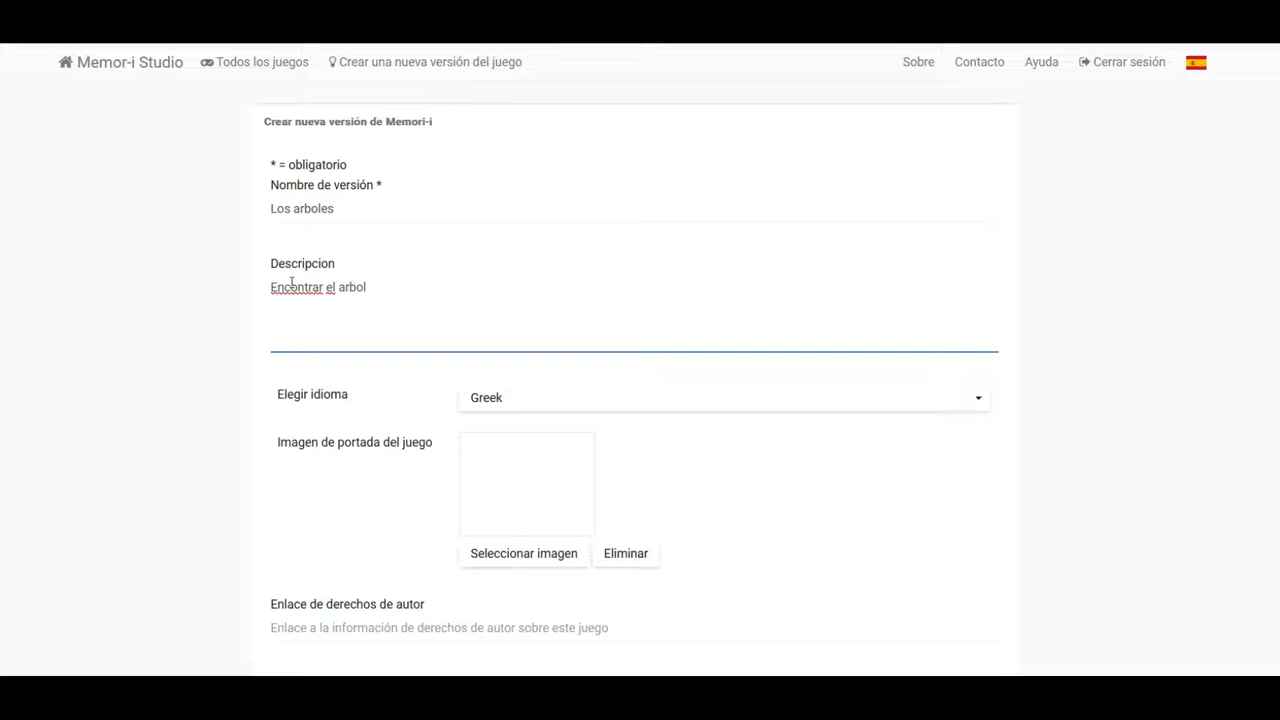 Memor-i Studio Todos los juegos Crear una nueva versión del juego Sobre Contacto Ayuda Cerrar sesión
Crear nueva versión de Memori-i
* = obligatorio
Nombre de versión *
Los arboles
Descripcion
Encontrar el arbol
Elegir idioma Greek
Imagen de portada del juego
Seleccionar imagen Eliminar
Enlace de derechos de autor
Enlace a la información de derechos de autor sobre este juego